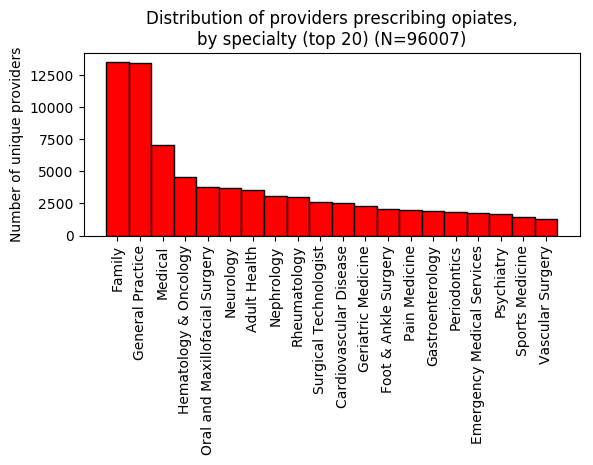 Distribution of providers prescribing opiates,
by specialty (top 20) (N=96007)
Number of unique providers
12500
10000
7500
5000
2500
0
Family
General Practice
Medical
Hematology & Oncology
Oral and Maxillofacial Surgery
Neurology
Adult Health
Nephrology
Rheumatology
Surgical Technologist
Cardiovascular Disease
Geriatric Medicine
Foot & Ankle Surgery
Pain Medicine
Gastroenterology
Periodontics
Emergency Medical Services
Psychiatry
Sports Medicine
Vascular Surgery